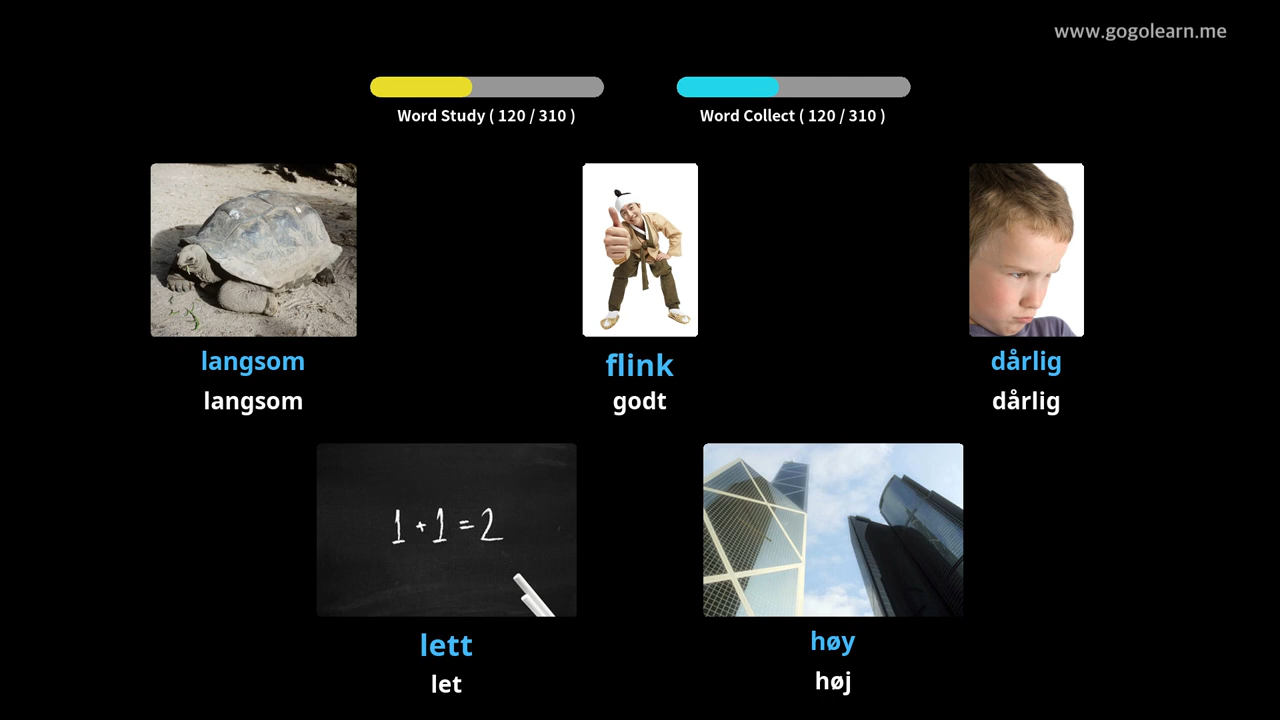 www.gogolearn.me
Word Study ( 120 / 310 )
Word Collect ( 120 / 310 )
langsom
langsom
flink
godt
dårlig
dårlig
1 + 1 = 2
lett
let
høy
høj